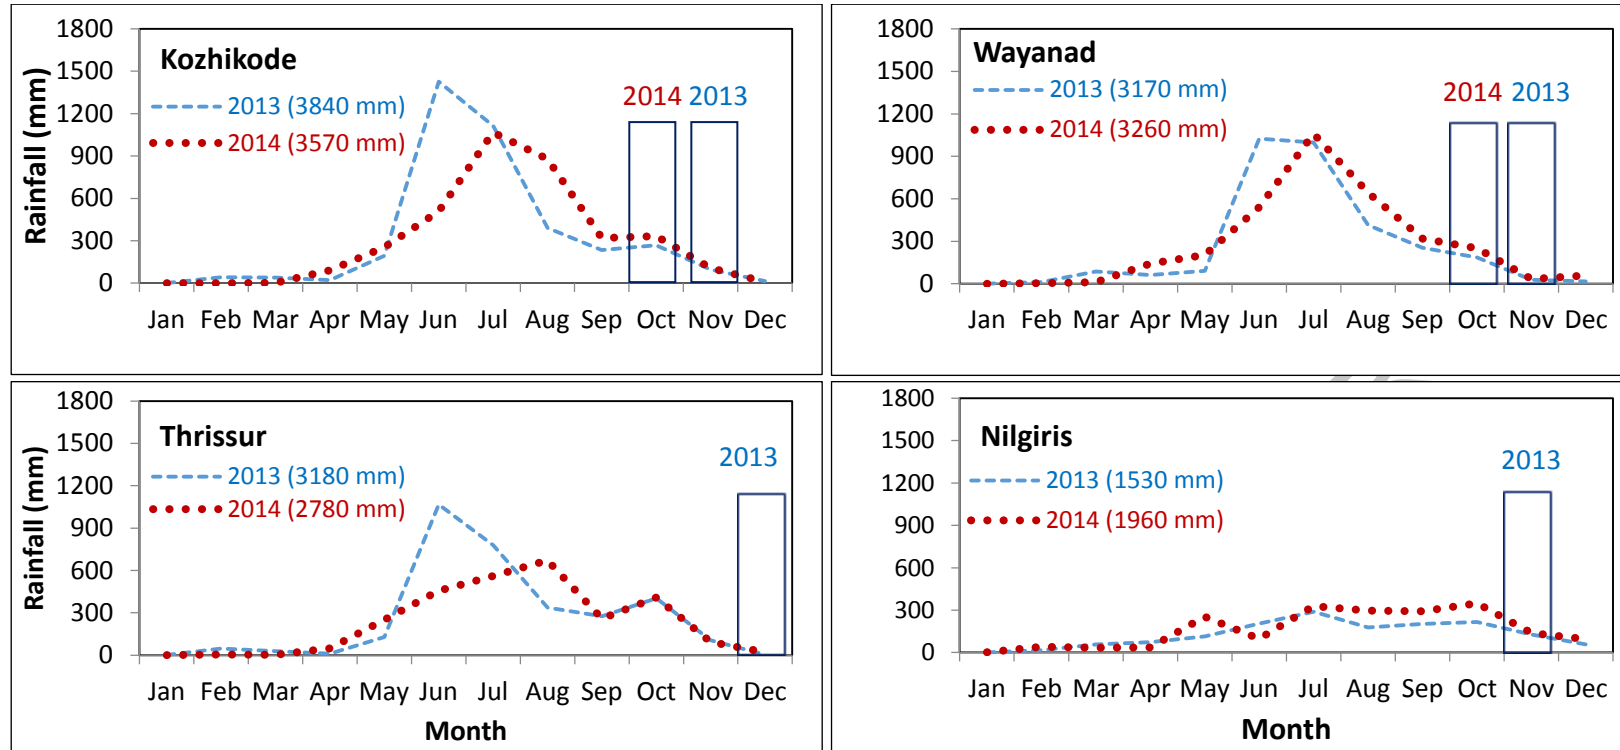 Kozhikode
2013 (3840 mm)
2014 (3570 mm)
2014 2013
Rainfall (mm)
1800
1500
1200
900
600
300
0
Jan Feb Mar Apr May Jun Jul Aug Sep Oct Nov Dec
Wayanad
2013 (3170 mm)
2014 (3260 mm)
2014 2013
1800
1500
1200
900
600
300
0
Jan Feb Mar Apr May Jun Jul Aug Sep Oct Nov Dec
Thrissur
2013 (3180 mm)
2014 (2780 mm)
2013
Rainfall (mm)
1800
1500
1200
900
600
300
0
Jan Feb Mar Apr May Jun Jul Aug Sep Oct Nov Dec
Month
Nilgiris
2013 (1530 mm)
2014 (1960 mm)
2013
1800
1500
1200
900
600
300
0
Jan Feb Mar Apr May Jun Jul Aug Sep Oct Nov Dec
Month